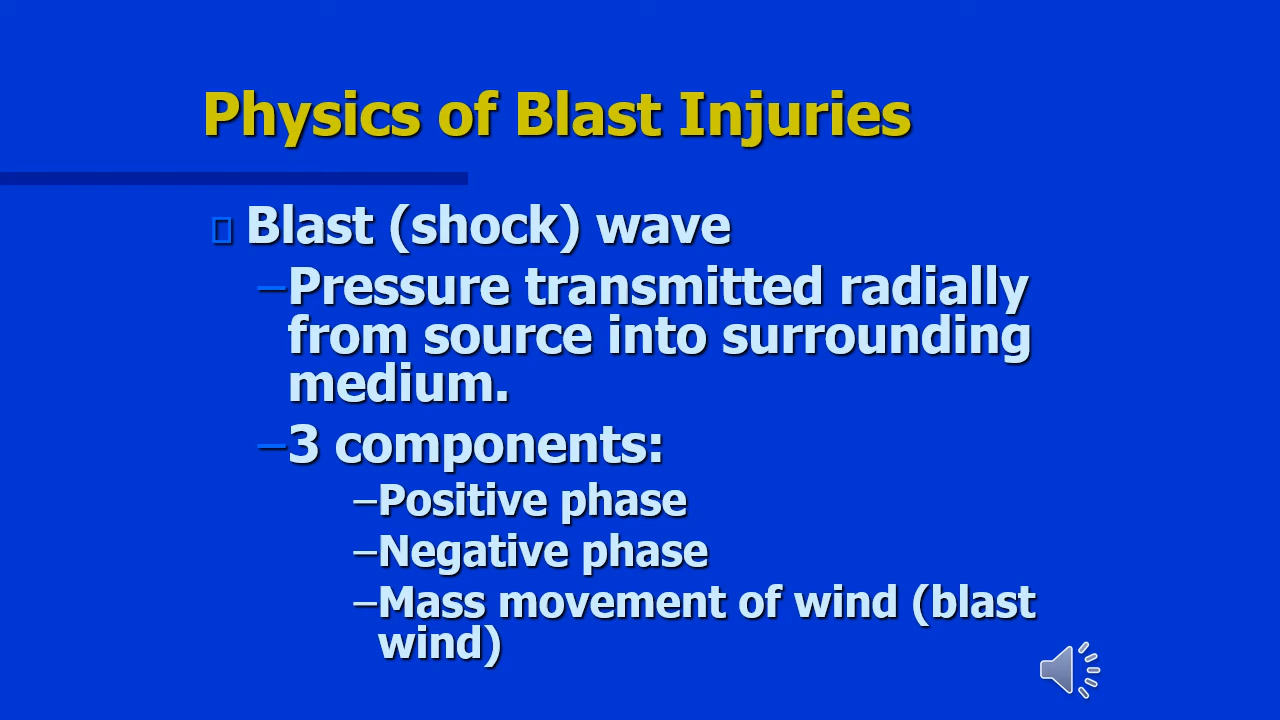 Physics of Blast Injuries
Blast (shock) wave
–Pressure transmitted radially
from source into surrounding
medium.
–3 components:
–Positive phase
–Negative phase
–Mass movement of wind (blast
wind)